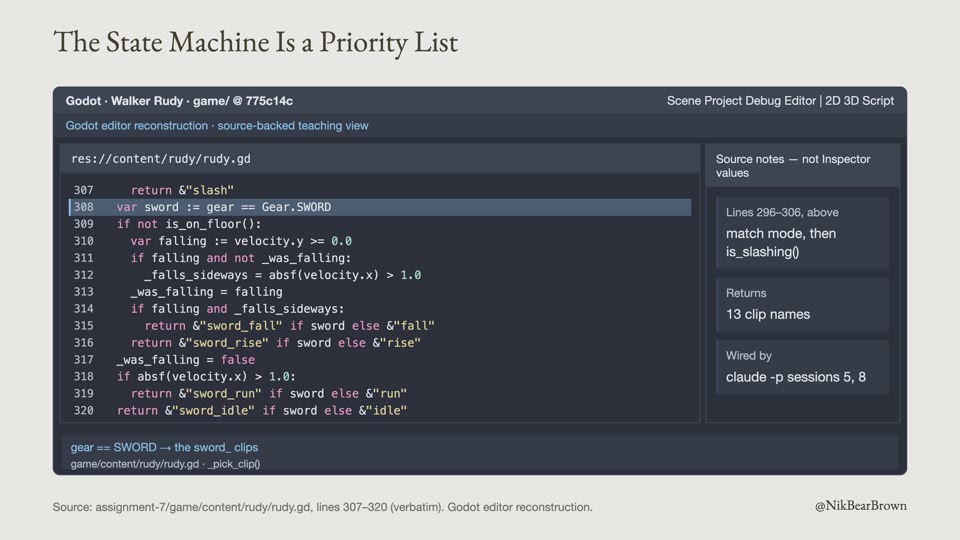 The State Machine Is a Priority List
Godot · Walker Rudy · game/ @ 775c14c
Scene Project Debug Editor | 2D 3D Script
Godot editor reconstruction · source-backed teaching view
res://content/rudy/rudy.gd
307 return &"slash"
308 var sword := gear == Gear.SWORD
309 if not is_on_floor():
310 var falling := velocity.y >= 0.0
311 if falling and not _was_falling:
312 _falls_sideways = absf(velocity.x) > 1.0
313 _was_falling = falling
314 if falling and _falls_sideways:
315 return &"sword_fall" if sword else &"fall"
316 return &"sword_rise" if sword else &"rise"
317 _was_falling = false
318 if absf(velocity.x) > 1.0:
319 return &"sword_run" if sword else &"run"
320 return &"sword_idle" if sword else &"idle"
Source notes — not Inspector
values
Lines 296–306, above
match mode, then
is_slashing()
Returns
13 clip names
Wired by
claude -p sessions 5, 8
gear == SWORD → the sword_ clips
game/content/rudy/rudy.gd · _pick_clip()
Source: assignment-7/game/content/rudy/rudy.gd, lines 307–320 (verbatim). Godot editor reconstruction.
@NikBearBrown